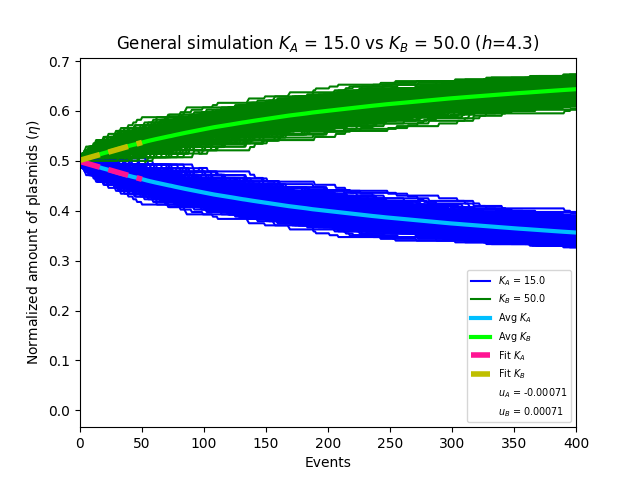 General simulation K_A = 15.0 vs K_B = 50.0 (h=4.3)
Normalized amount of plasmids (η)
0.7
0.6
0.5
0.4
0.3
0.2
0.1
0.0
K_A = 15.0
K_B = 50.0
Avg K_A
Avg K_B
Fit K_A
Fit K_B
u_A = -0.00071
u_B = 0.00071
0 50 100 150 200 250 300 350 400
Events